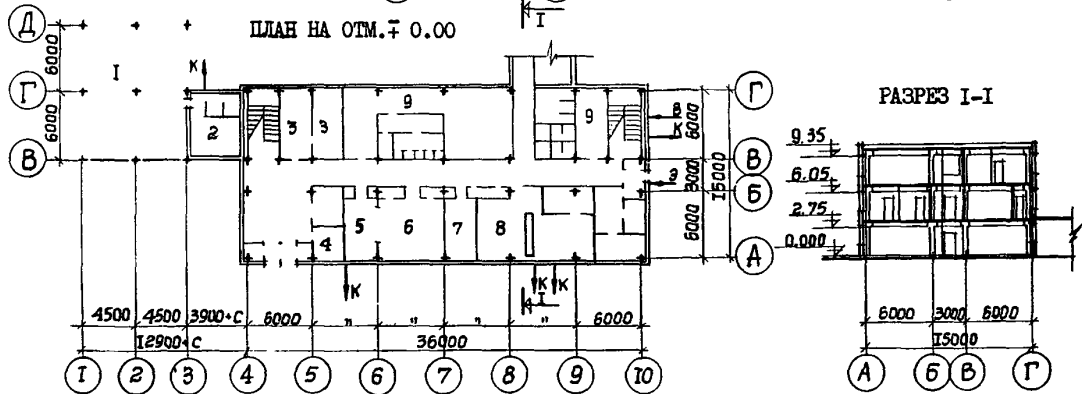 I
ПЛАН НА ОТМ.∓ 0.00
Д
Г
В
6000
6000
I
К
2
3
3
9
9
В
К
Э
4
5
6
7
8
К
К
К
I
Г
В
Б
А
6000
3000
6000
15000
4500 4500 3900+С 6000 " " " " 6000
12900+С 36000
1 2 3 4 5 6 7 8 9 10
РАЗРЕЗ I-I
9.35
6.05
2.75
0.000
6000 3000 6000
15000
А Б В Г